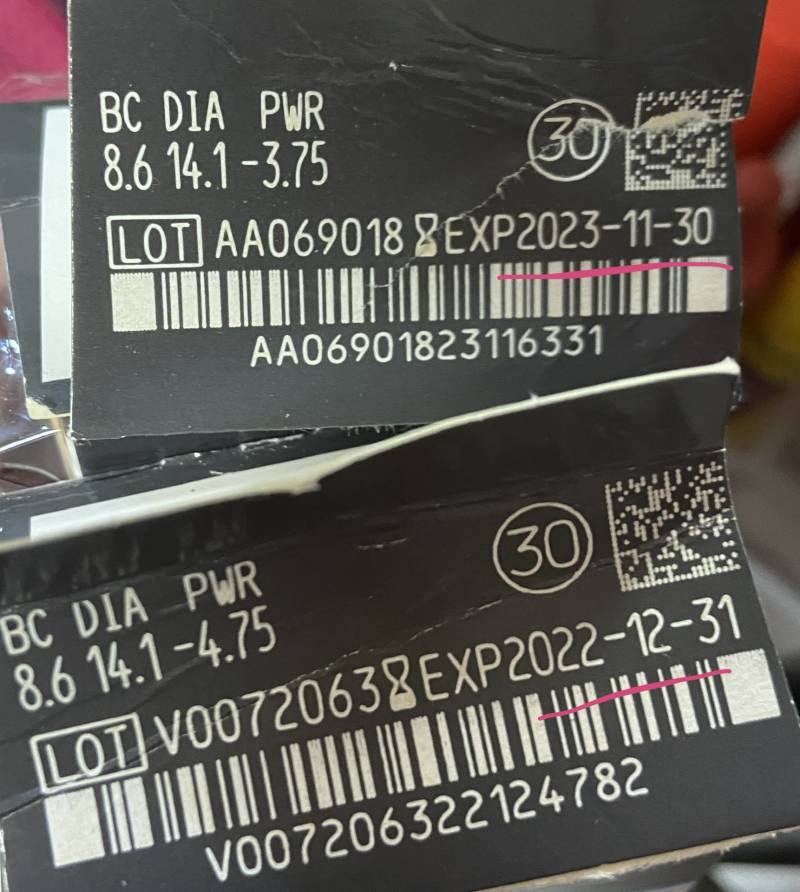 BC DIA PWR
8.6 14.1 -3.75
30
LOT AA069018 EXP2023-11-30
AA06901823116331
BC DIA PWR
8.6 14.1 -4.75
30
LOT V0072063 EXP2022-12-31
V007206322124782